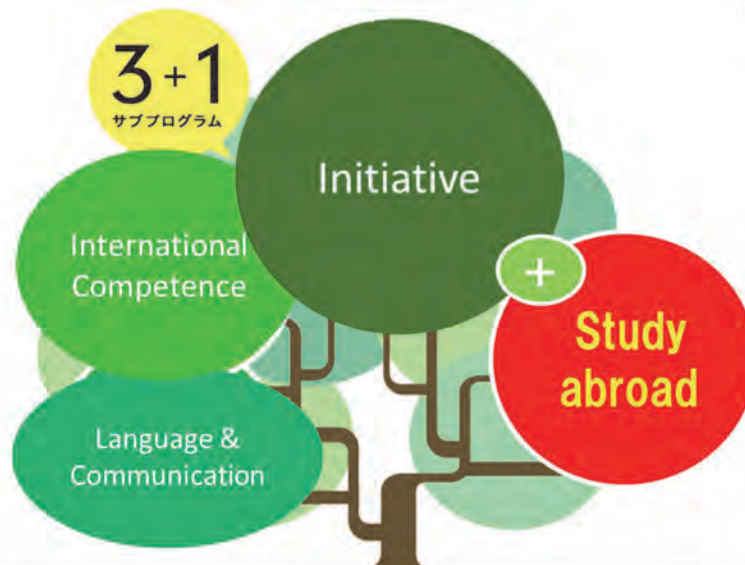 3+1
サブプログラム
Initiative
International
Competence
+
Study
abroad
Language &
Communication